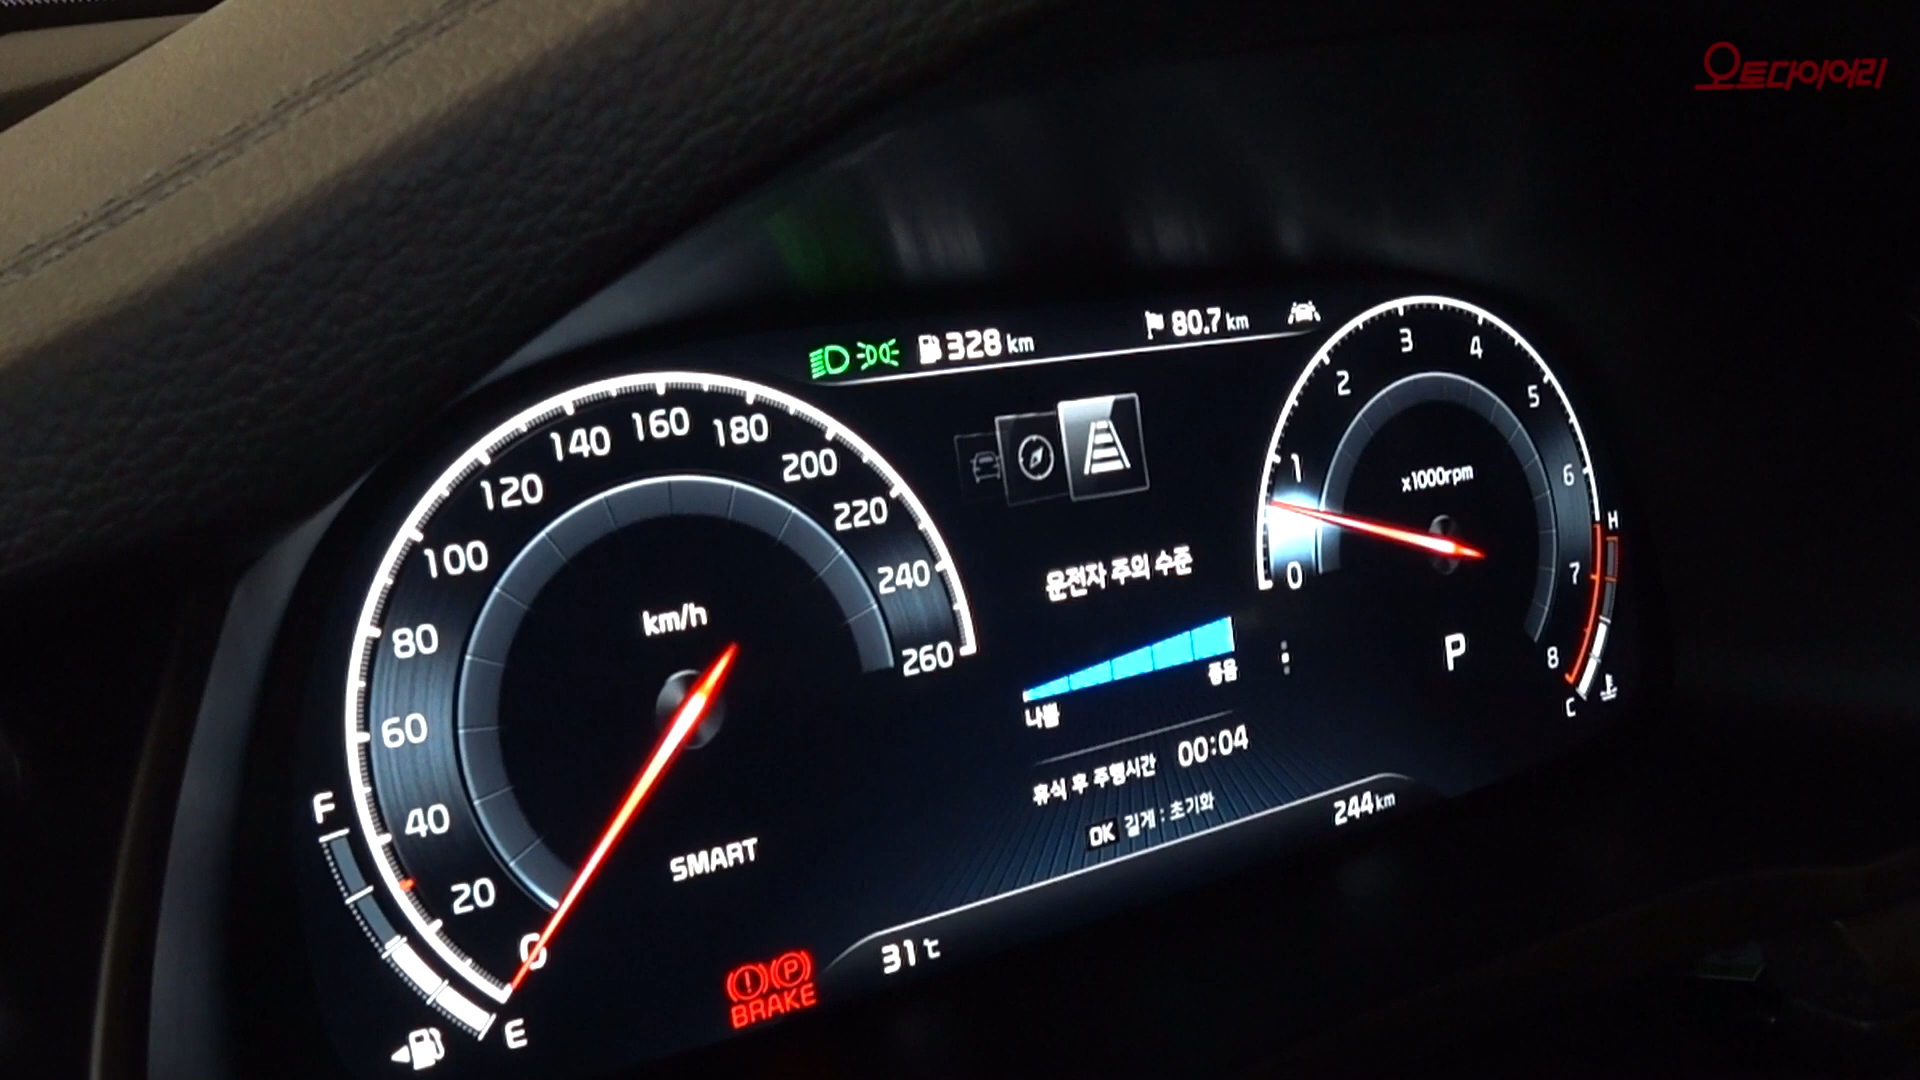 오토다이어리
328 km
80.7 km
0
20
40
60
80
100
120
140
160
180
200
220
240
260
km/h
SMART
F
E
운전자 주의 수준
나쁨
좋음
휴식 후 주행시간 00:04
OK 길게 : 초기화
244 km
31℃
BRAKE
P
0
1
2
3
4
5
6
7
8
x1000rpm
P
H
C